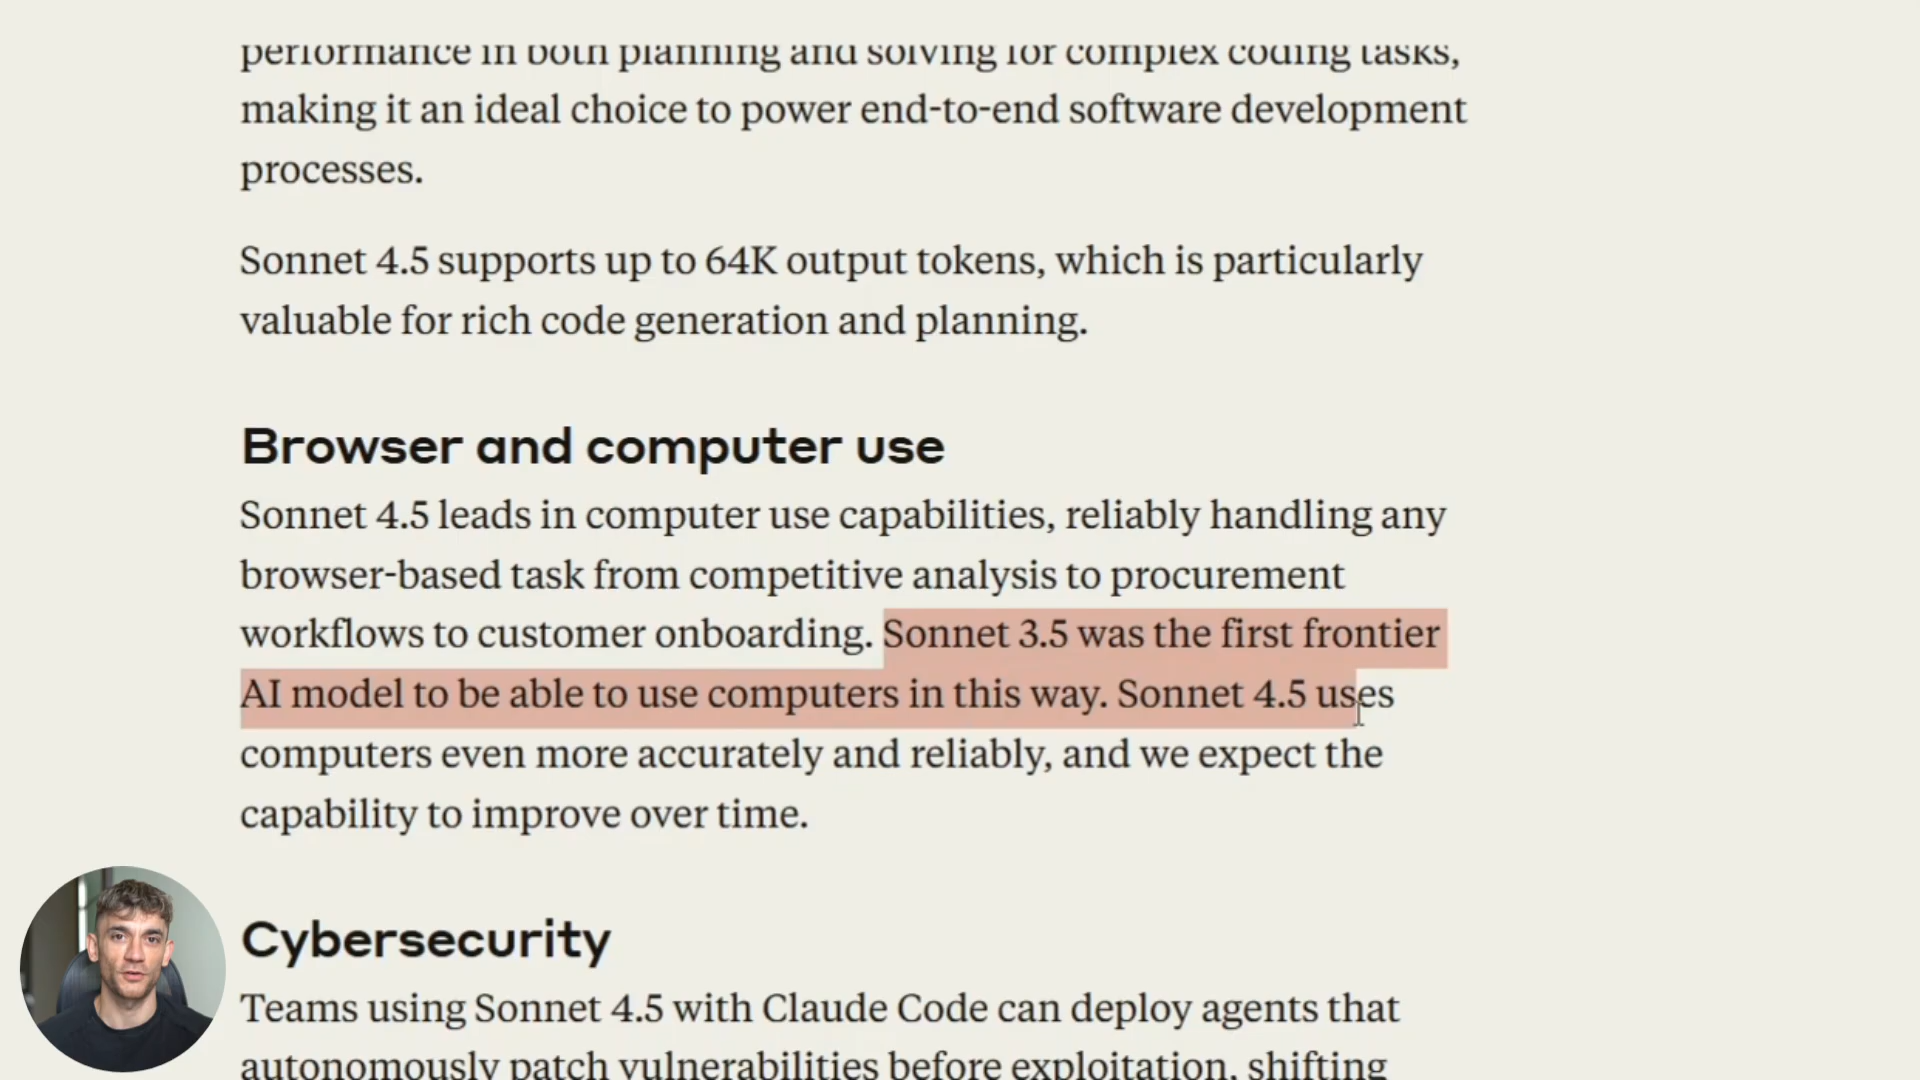 performance in both planning and solving for complex coding tasks,
making it an ideal choice to power end-to-end software development
processes.
Sonnet 4.5 supports up to 64K output tokens, which is particularly
valuable for rich code generation and planning.
Browser and computer use
Sonnet 4.5 leads in computer use capabilities, reliably handling any
browser-based task from competitive analysis to procurement
workflows to customer onboarding. Sonnet 3.5 was the first frontier
AI model to be able to use computers in this way. Sonnet 4.5 uses
computers even more accurately and reliably, and we expect the
capability to improve over time.
Cybersecurity
Teams using Sonnet 4.5 with Claude Code can deploy agents that
autonomously patch vulnerabilities before exploitation, shifting